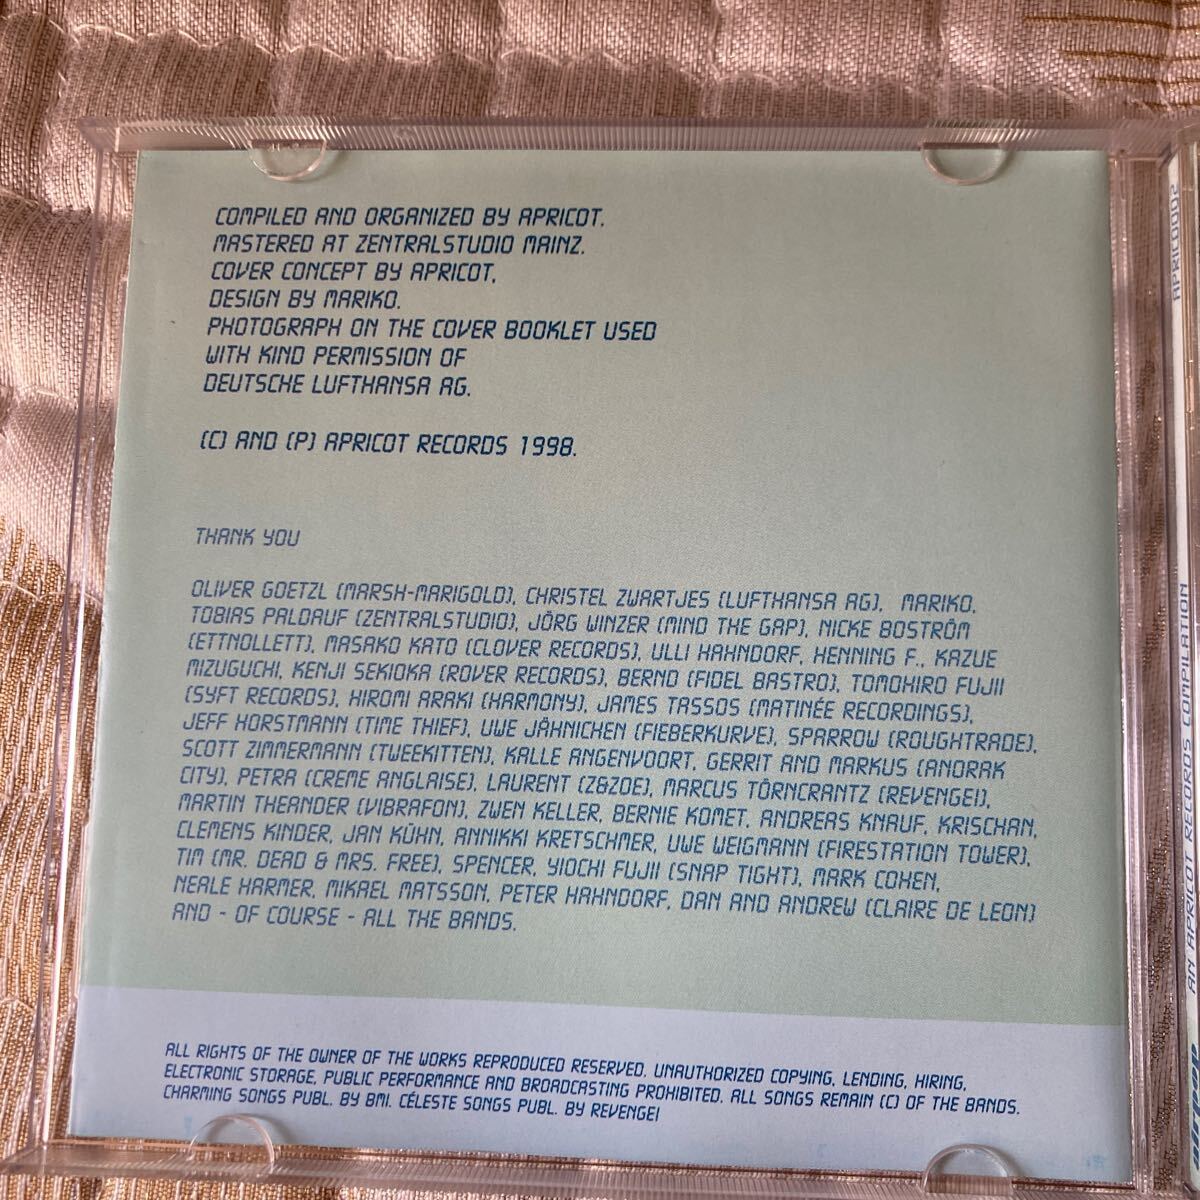 COMPILED AND ORGANIZED BY APRICOT.
MASTERED AT ZENTRALSTUDIO MAINZ.
COVER CONCEPT BY APRICOT,
DESIGN BY MARIKO.
PHOTOGRAPH ON THE COVER BOOKLET USED
WITH KIND PERMISSION OF
DEUTSCHE LUFTHANSA AG.
(C) AND (P) APRICOT RECORDS 1998.
THANK YOU
OLIVER GOETZL (MARSH-MARIGOLD), CHRISTEL ZWARTJES (LUFTHANSA AG), MARIKO,
TOBIAS PALDAUF (ZENTRALSTUDIO), JÖRG WINZER (MIND THE GAP), NICKE BOSTRÖM
(ETTNOLLETT), MASAKO KATO (CLOVER RECORDS), ULLI HAHNDORF, HENNING F., KAZUE
MIZUGUCHI, KENJI SEKIOKA (ROVER RECORDS), BERND (FIDEL BASTRO), TOMOHIRO FUJII
(SYFT RECORDS), HIROMI ARAKI (HARMONY), JAMES TASSOS (MATINÉE RECORDINGS),
JEFF HORSTMANN (TIME THIEF), UWE JÄHNICHEN (FIEBERKURVE), SPARROW (ROUGHTRADE),
SCOTT ZIMMERMANN (TWEEKITTEN), KALLE ANGENVOORT, GERRIT AND MARKUS (ANORAK
CITY), PETRA (CREME ANGLAISE), LAURENT (Z&ZOE), MARCUS TÖRNCRANTZ (REVENGE!),
MARTIN THEANDER (VIBRAFON), ZWEN KELLER, BERNIE KOMET, ANDREAS KNAUF, KRISCHAN,
CLEMENS KINDER, JAN KÜHN, ANNIKKI KRETSCHMER, UWE WEIGMANN (FIRESTATION TOWER),
TIM (MR. DEAD & MRS. FREE), SPENCER, YIOCHI FUJII (SNAP TIGHT), MARK COHEN,
NEALE HARMER, MIKAEL MATSSON, PETER HAHNDORF, DAN AND ANDREW (CLAIRE DE LEON)
AND - OF COURSE - ALL THE BANDS.
ALL RIGHTS OF THE OWNER OF THE WORKS REPRODUCED RESERVED. UNAUTHORIZED COPYING, LENDING, HIRING,
ELECTRONIC STORAGE, PUBLIC PERFORMANCE AND BROADCASTING PROHIBITED. ALL SONGS REMAIN (C) OF THE BANDS.
CHARMING SONGS PUBL. BY BMI. CÉLESTE SONGS PUBL. BY REVENGE!
APRICOD002
AN APRICOT RECORDS COMPILATION